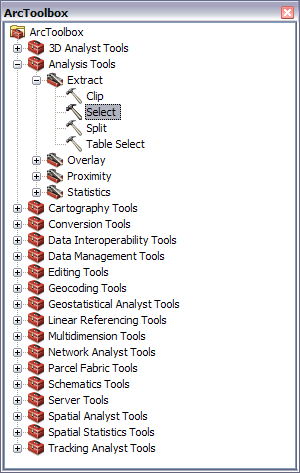 ArcToolbox
ArcToolbox
3D Analyst Tools
Analysis Tools
Extract
Clip
Select
Split
Table Select
Overlay
Proximity
Statistics
Cartography Tools
Conversion Tools
Data Interoperability Tools
Data Management Tools
Editing Tools
Geocoding Tools
Geostatistical Analyst Tools
Linear Referencing Tools
Multidimension Tools
Network Analyst Tools
Parcel Fabric Tools
Schematics Tools
Server Tools
Spatial Analyst Tools
Spatial Statistics Tools
Tracking Analyst Tools